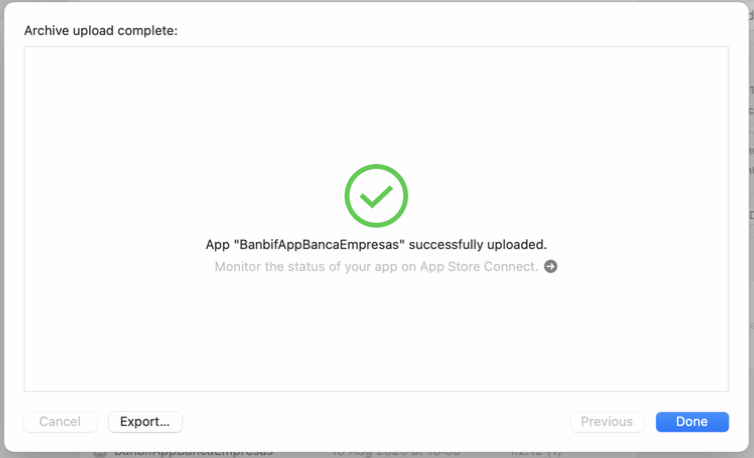 Archive upload complete:
App "BanbifAppBancaEmpresas" successfully uploaded.
Monitor the status of your app on App Store Connect.
Cancel
Export...
Previous
Done